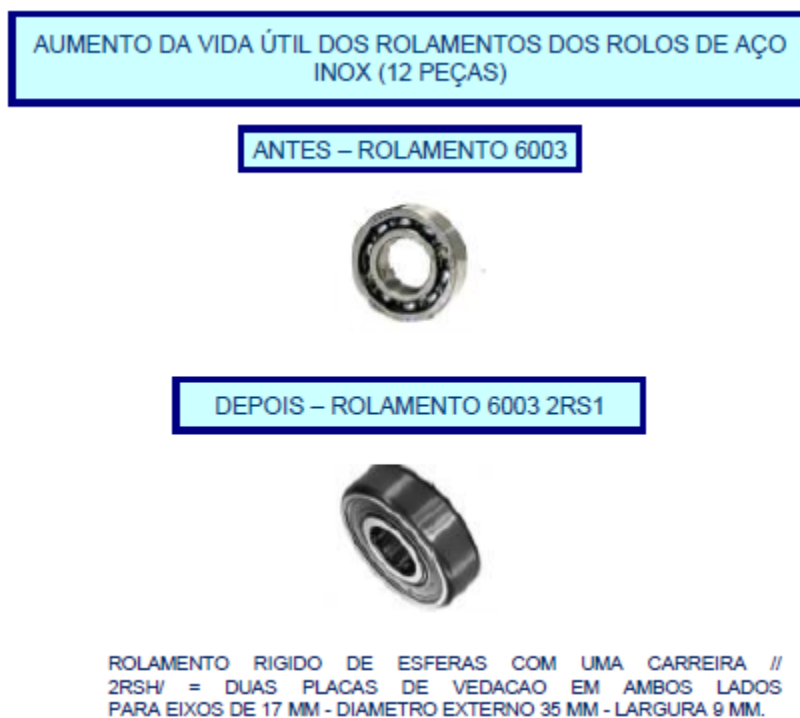 AUMENTO DA VIDA ÚTIL DOS ROLAMENTOS DOS ROLOS DE AÇO
INOX (12 PEÇAS)
ANTES – ROLAMENTO 6003
DEPOIS – ROLAMENTO 6003 2RS1
ROLAMENTO RIGIDO DE ESFERAS COM UMA CARREIRA //
2RSH/ = DUAS PLACAS DE VEDACAO EM AMBOS LADOS
PARA EIXOS DE 17 MM - DIAMETRO EXTERNO 35 MM - LARGURA 9 MM.